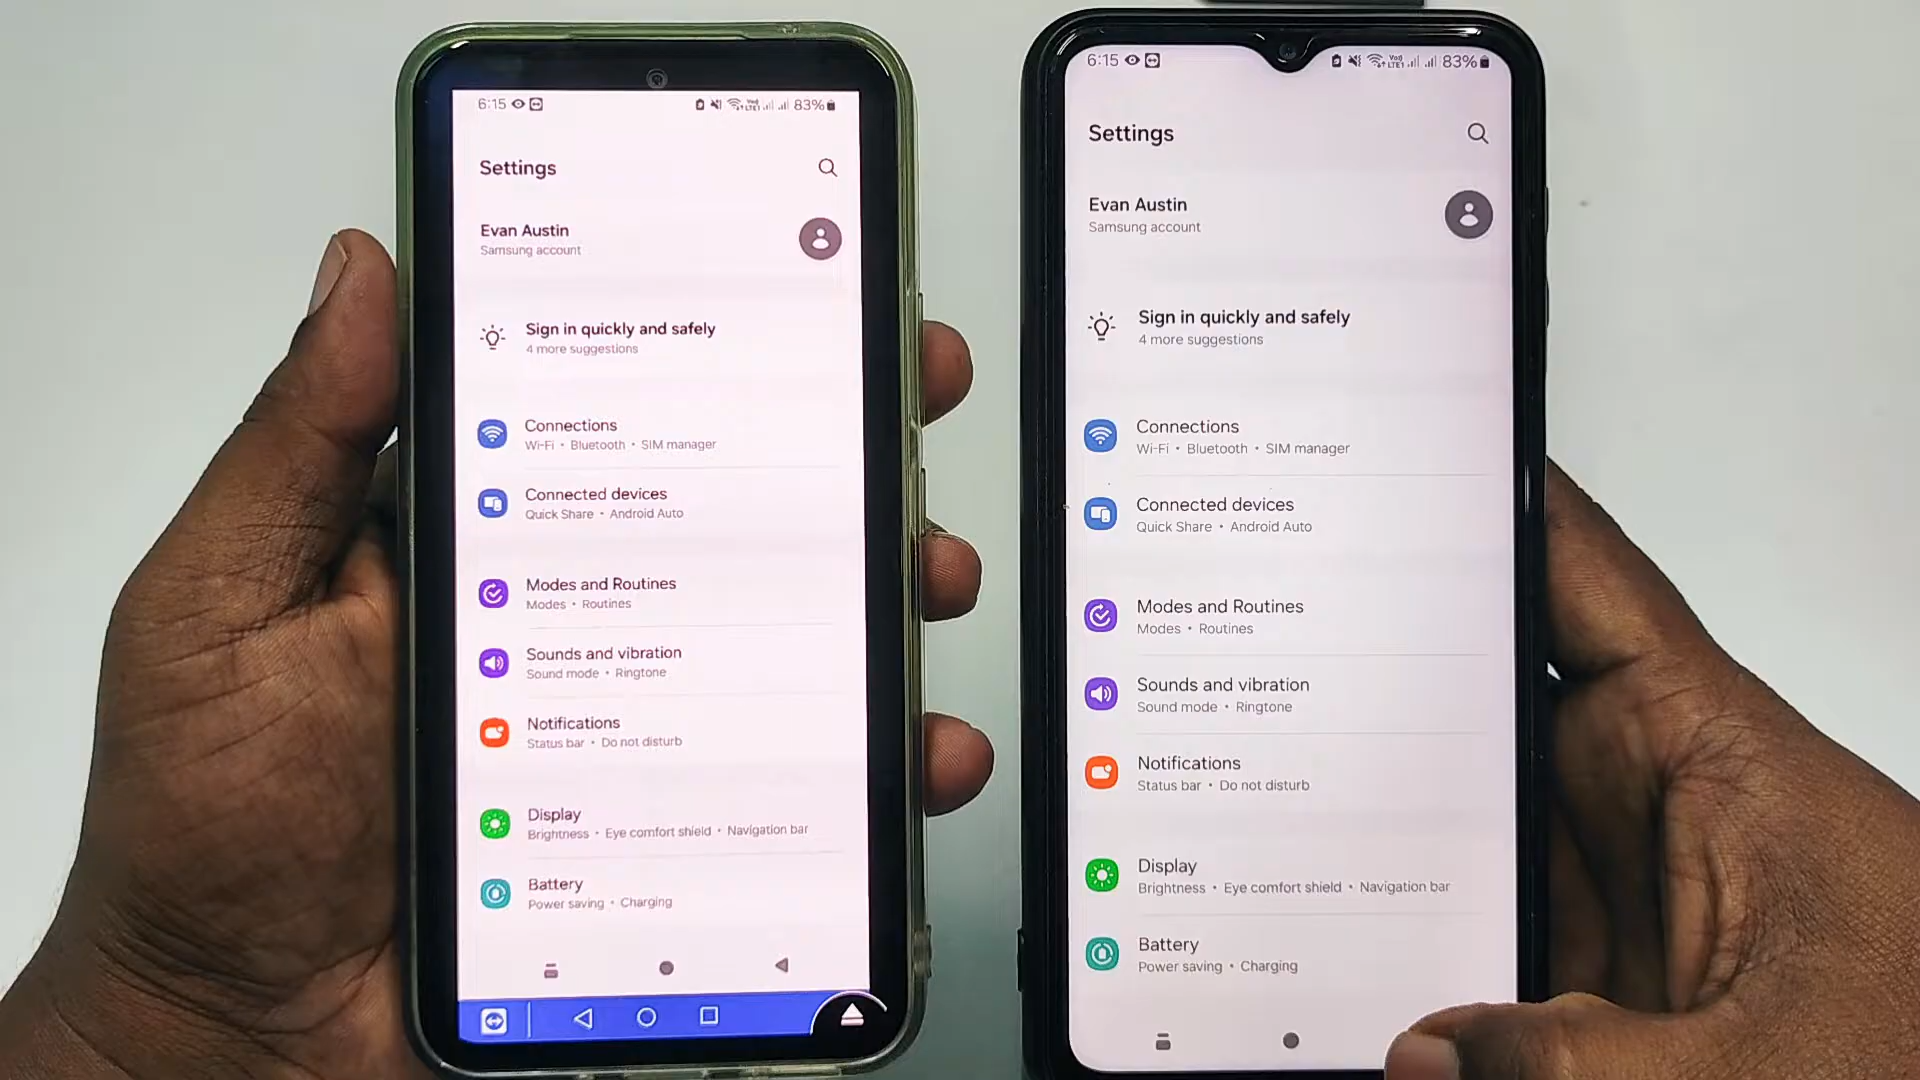 6:15
83%
Settings
Evan Austin
Samsung account
Sign in quickly and safely
4 more suggestions
Connections
Wi-Fi • Bluetooth • SIM manager
Connected devices
Quick Share • Android Auto
Modes and Routines
Modes • Routines
Sounds and vibration
Sound mode • Ringtone
Notifications
Status bar • Do not disturb
Display
Brightness • Eye comfort shield • Navigation bar
Battery
Power saving • Charging
6:15
83%
Settings
Evan Austin
Samsung account
Sign in quickly and safely
4 more suggestions
Connections
Wi-Fi • Bluetooth • SIM manager
Connected devices
Quick Share • Android Auto
Modes and Routines
Modes • Routines
Sounds and vibration
Sound mode • Ringtone
Notifications
Status bar • Do not disturb
Display
Brightness • Eye comfort shield • Navigation bar
Battery
Power saving • Charging